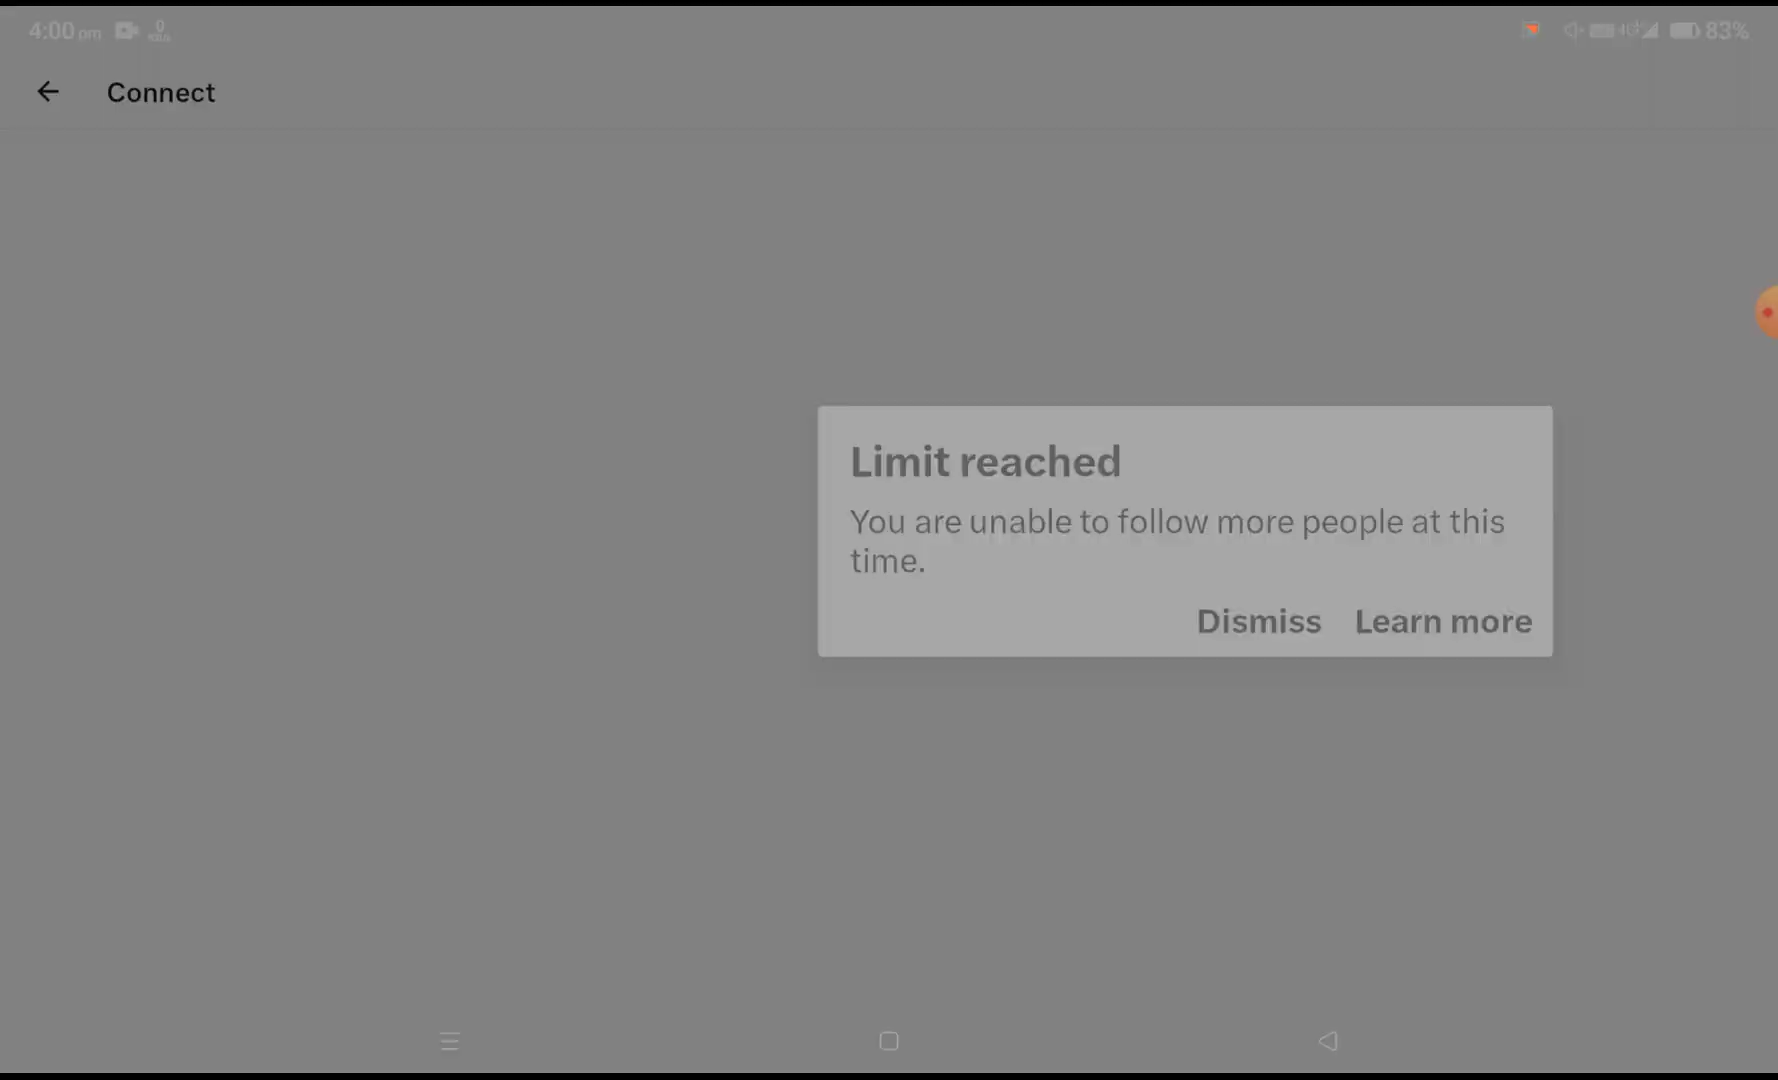 4:00 pm
0
83%
Connect
Limit reached
You are unable to follow more people at this
time.
Dismiss Learn more